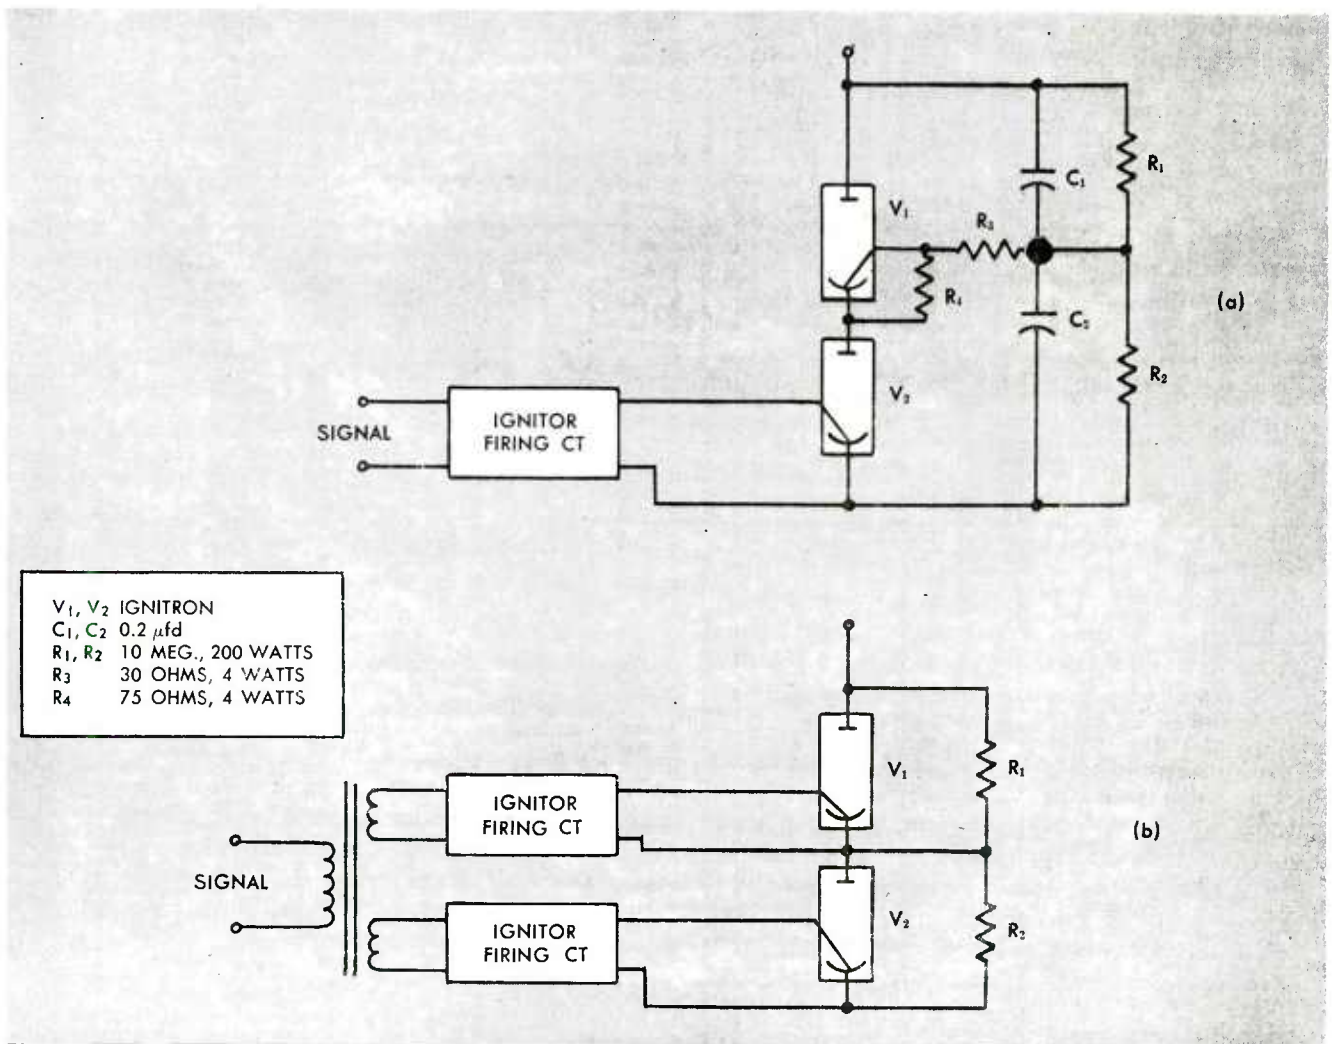 V₁
R₁
C₁
R₃
R₄
(a)
C₂
R₂
V₂
SIGNAL
IGNITOR
FIRING CT
V₁, V₂ IGNITRON
C₁, C₂ 0.2 μfd
R₁, R₂ 10 MEG., 200 WATTS
R₃ 30 OHMS, 4 WATTS
R₄ 75 OHMS, 4 WATTS
V₁
R₁
IGNITOR
FIRING CT
(b)
SIGNAL
IGNITOR
FIRING CT
V₂
R₂